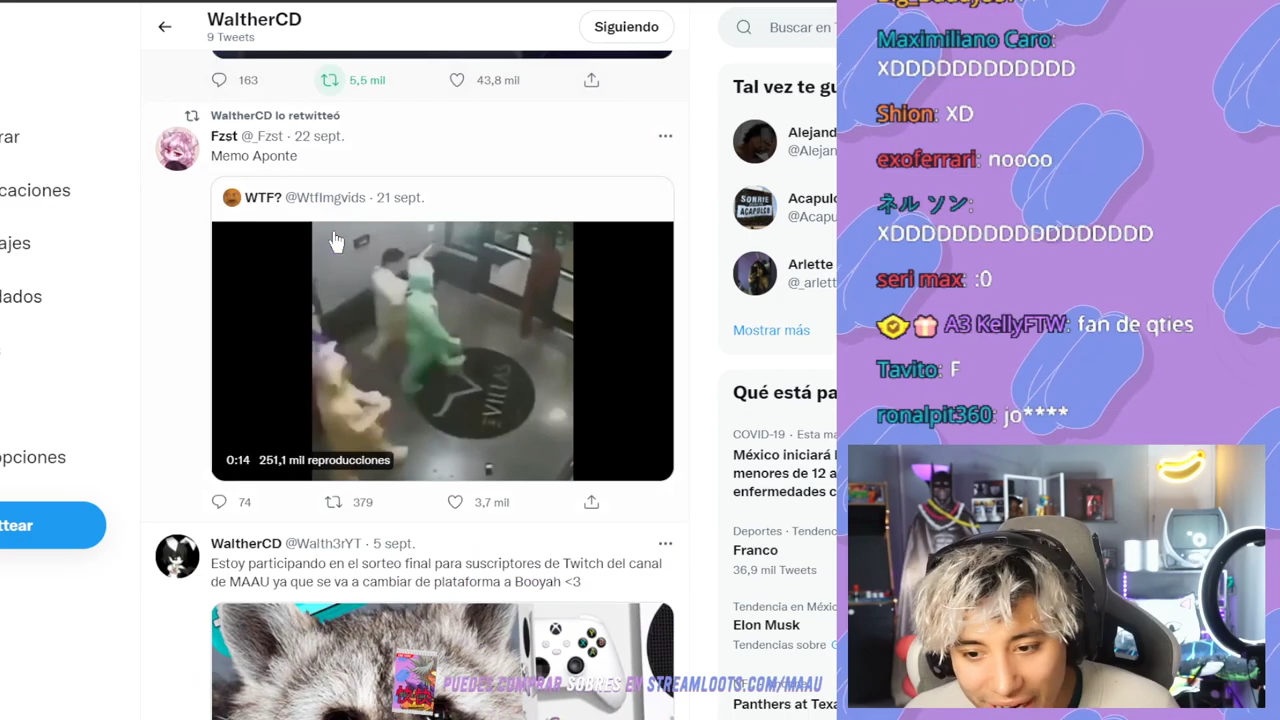 WaltherCD
9 Tweets
Siguiendo
Buscar en T
163
5,5 mil
43,8 mil
WaltherCD lo retwitteó
Fzst @_Fzst · 22 sept.
Memo Aponte
WTF? @WtfImgvids · 21 sept.
THE VILLAS
0:14 251,1 mil reproducciones
74
379
3,7 mil
WaltherCD @Walth3rYT · 5 sept.
Estoy participando en el sorteo final para suscriptores de Twitch del canal
de MAAU ya que se va a cambiar de plataforma a Booyah <3
rar
caciones
ajes
dados
opciones
ttear
Tal vez te gu
Alejand
@Alejan
SONRIE
ACAPULCO
Acapulc
@Acapu
Arlette
@_arlett
Mostrar más
Qué está pa
COVID-19 · Esta ma
México iniciará l
menores de 12 a
enfermedades c
Deportes · Tendenc
Franco
36,9 mil Tweets
Tendencia en Méxic
Elon Musk
Tendencias sobre
Panthers at Texa
PUEDES COMPRAR SOBRES EN STREAMLOOTS.COM/MAAU
Maximiliano Caro:
XDDDDDDDDDDDD
Shion: XD
exoferrari: noooo
ネル ソン:
XDDDDDDDDDDDDDDDDD
seri max: :0
A3 KellyFTW: fan de qties
Tavito: F
ronalpit360: jo****